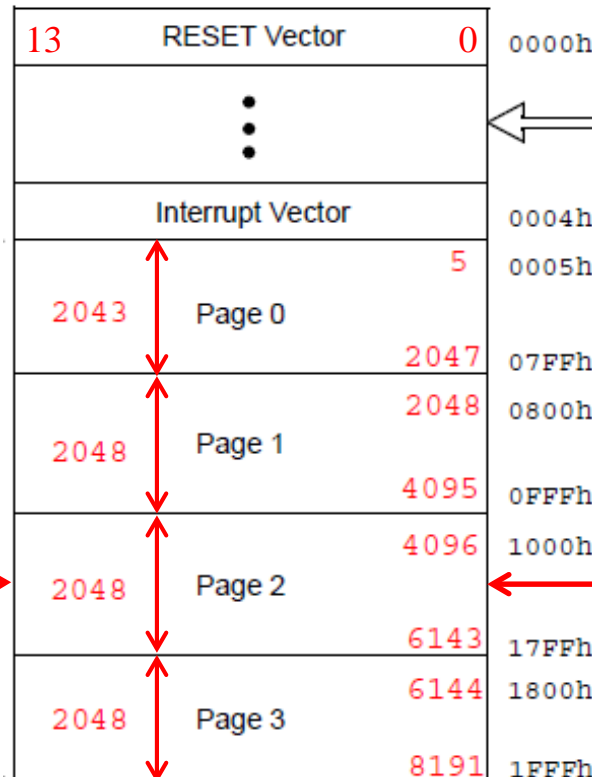 13 RESET Vector 0 0000h
Interrupt Vector 0004h
5 0005h
2043 Page 0
2047 07FFh
2048 0800h
2048 Page 1
4095 0FFFh
4096 1000h
2048 Page 2
6143 17FFh
6144 1800h
2048 Page 3
8191 1FFFh